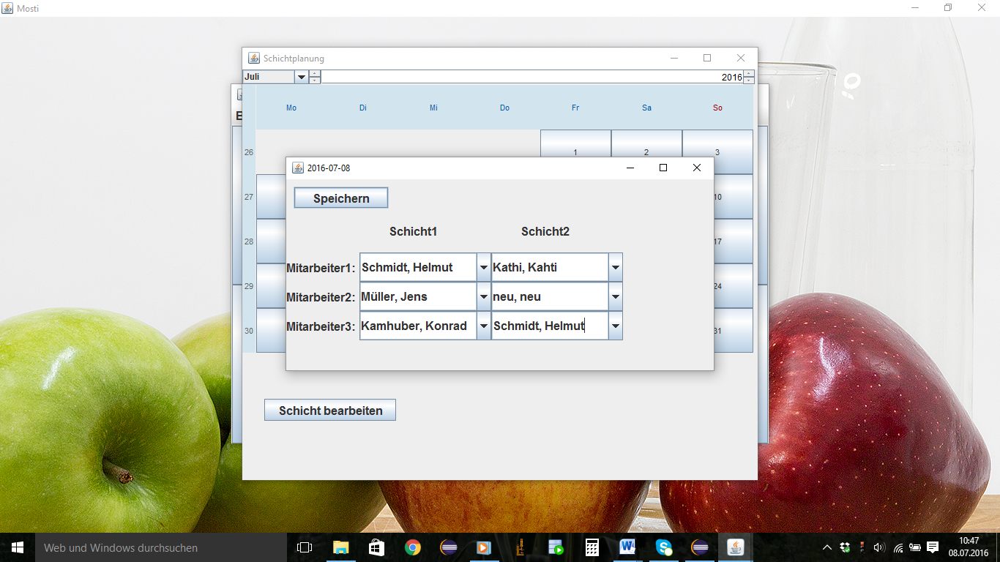 Mosti
Schichtplanung
Juli 2016
Mo Di Mi Do Fr Sa So
26 1 2 3
2016-07-08
27 10
Speichern
Schicht1 Schicht2
28 17
Mitarbeiter1: Schmidt, Helmut Kathi, Kahti
29 24
Mitarbeiter2: Müller, Jens neu, neu
Mitarbeiter3: Kamhuber, Konrad Schmidt, Helmut
30 31
Schicht bearbeiten
Web und Windows durchsuchen
10:47
08.07.2016